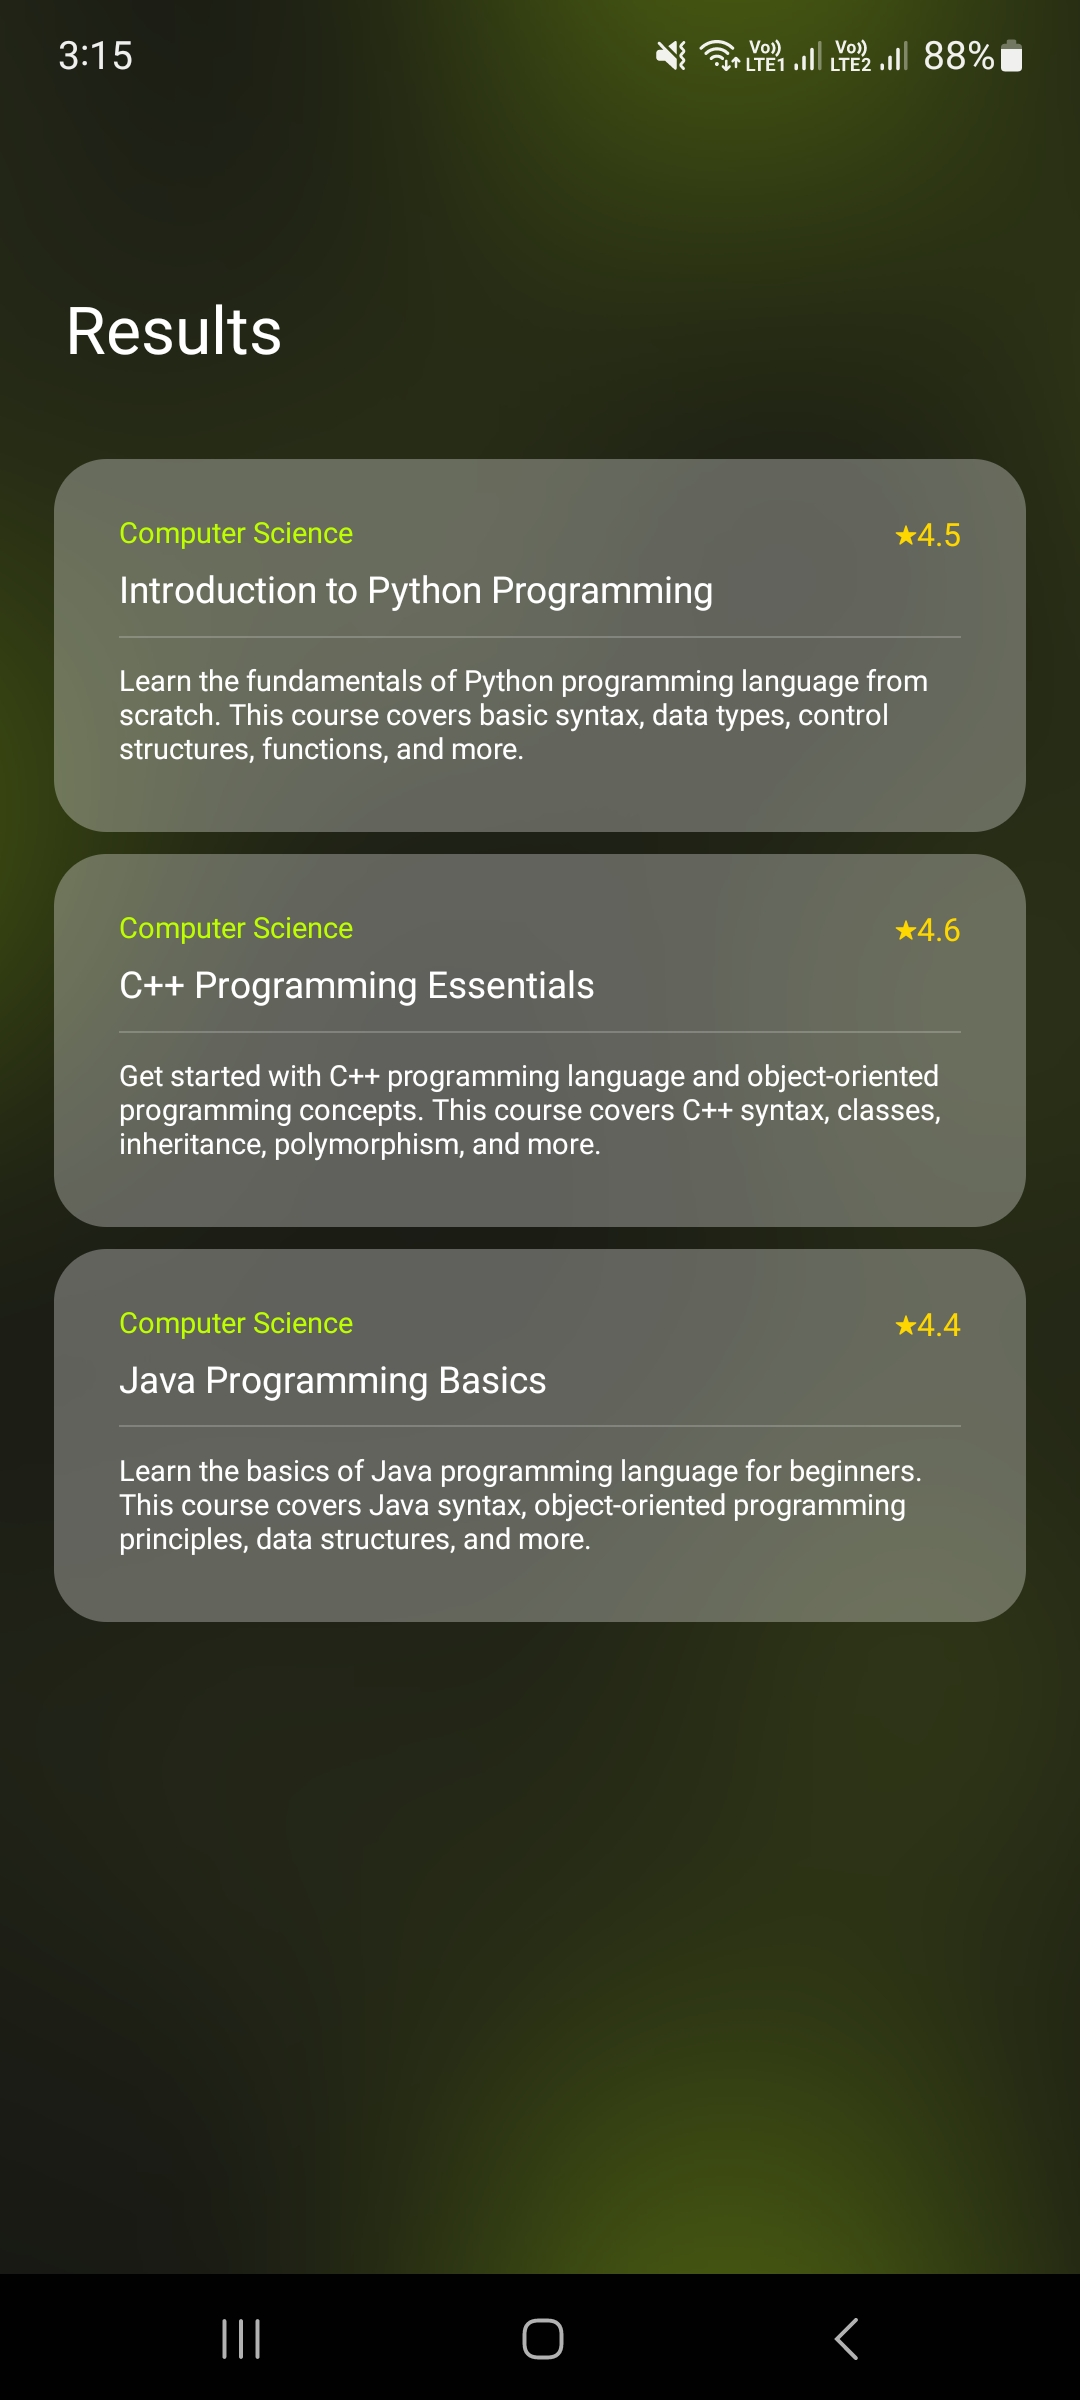 3:15
Vo))
LTE1
Vo))
LTE2
88%
Results
Computer Science
★4.5
Introduction to Python Programming
Learn the fundamentals of Python programming language from
scratch. This course covers basic syntax, data types, control
structures, functions, and more.
Computer Science
★4.6
C++ Programming Essentials
Get started with C++ programming language and object-oriented
programming concepts. This course covers C++ syntax, classes,
inheritance, polymorphism, and more.
Computer Science
★4.4
Java Programming Basics
Learn the basics of Java programming language for beginners.
This course covers Java syntax, object-oriented programming
principles, data structures, and more.